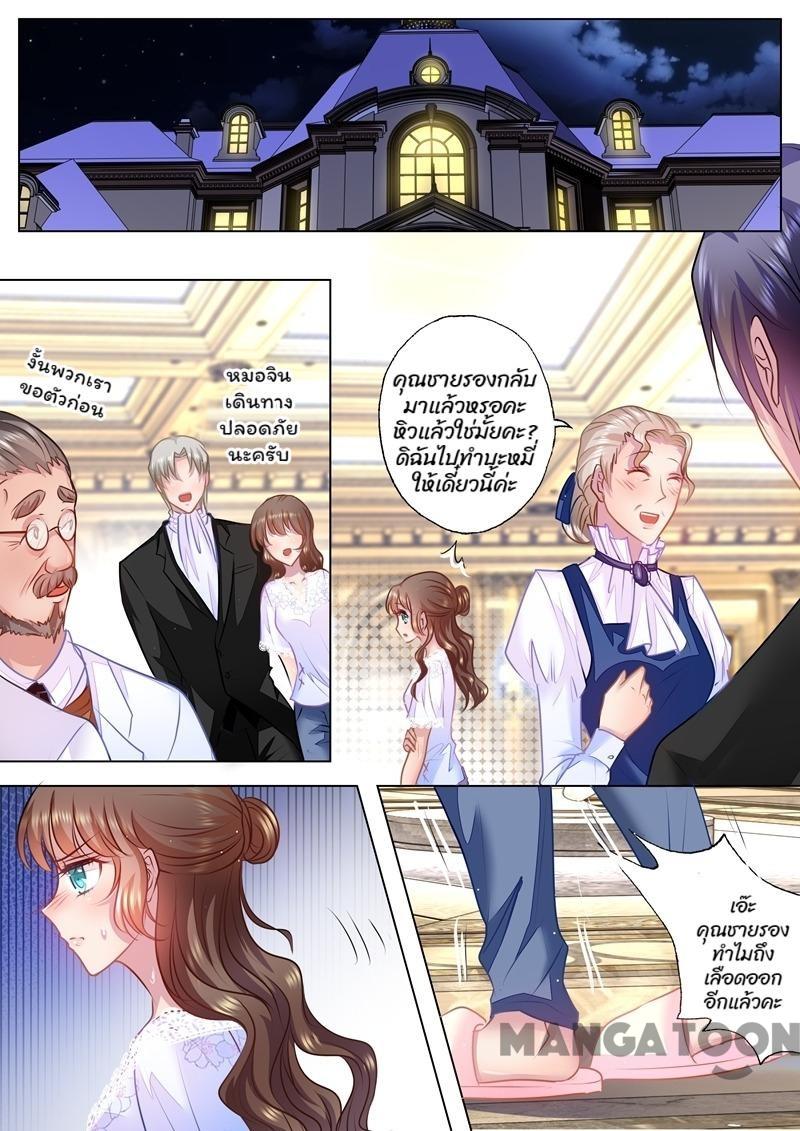 งั้นพวกเรา
ขอตัวก่อน
หมอจิน
เดินทาง
ปลอดภัย
นะครับ
คุณชายรองกลับ
มาแล้วหรอคะ
หิวแล้วใช่มั้ยคะ?
ดิฉันไปทำบะหมี่
ให้เดี๋ยวนี้ค่ะ
เอ๊ะ
คุณชายรอง
ทำไมถึง
เลือดออก
อีกแล้วคะ
MANGA TOON